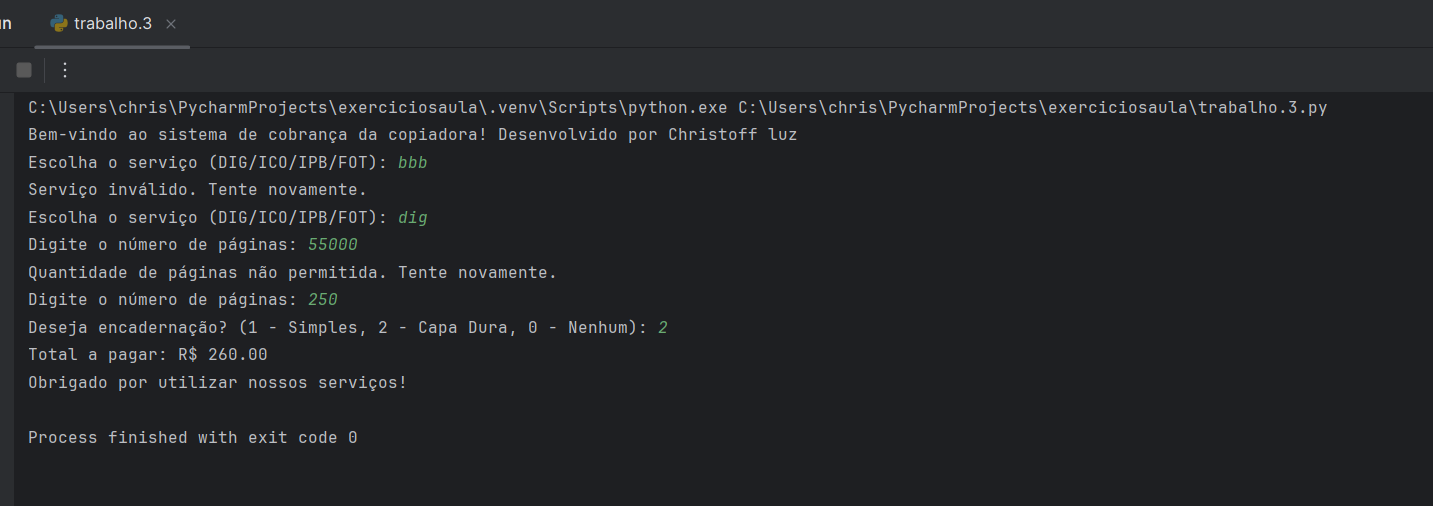 un
trabalho.3
C:\Users\chris\PycharmProjects\exerciciosaula\.venv\Scripts\python.exe C:\Users\chris\PycharmProjects\exerciciosaula\trabalho.3.py
Bem-vindo ao sistema de cobrança da copiadora! Desenvolvido por Christoff luz
Escolha o serviço (DIG/ICO/IPB/FOT): bbb
Serviço inválido. Tente novamente.
Escolha o serviço (DIG/ICO/IPB/FOT): dig
Digite o número de páginas: 55000
Quantidade de páginas não permitida. Tente novamente.
Digite o número de páginas: 250
Deseja encadernação? (1 - Simples, 2 - Capa Dura, 0 - Nenhum): 2
Total a pagar: R$ 260.00
Obrigado por utilizar nossos serviços!
Process finished with exit code 0